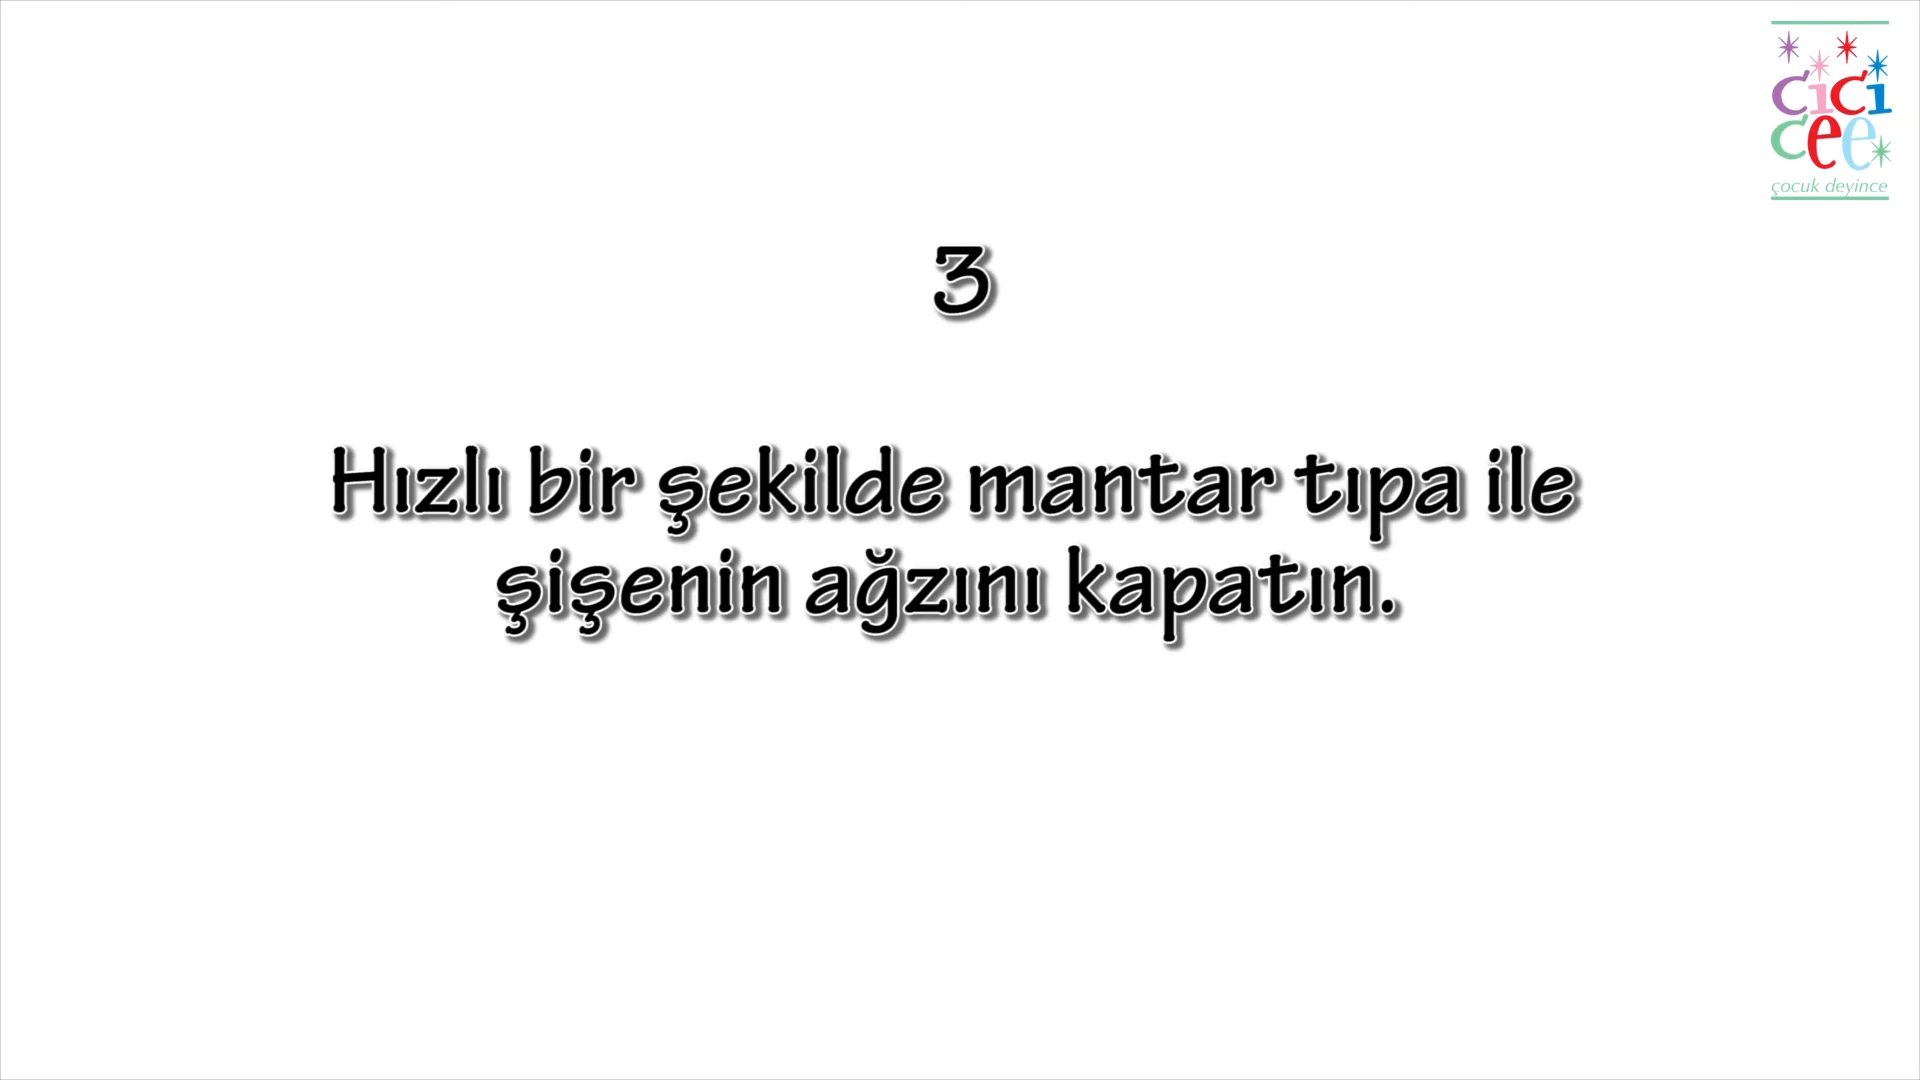 cici
cee
çocuk deyince
3
Hızlı bir şekilde mantar tıpa ile
şişenin ağzını kapatın.